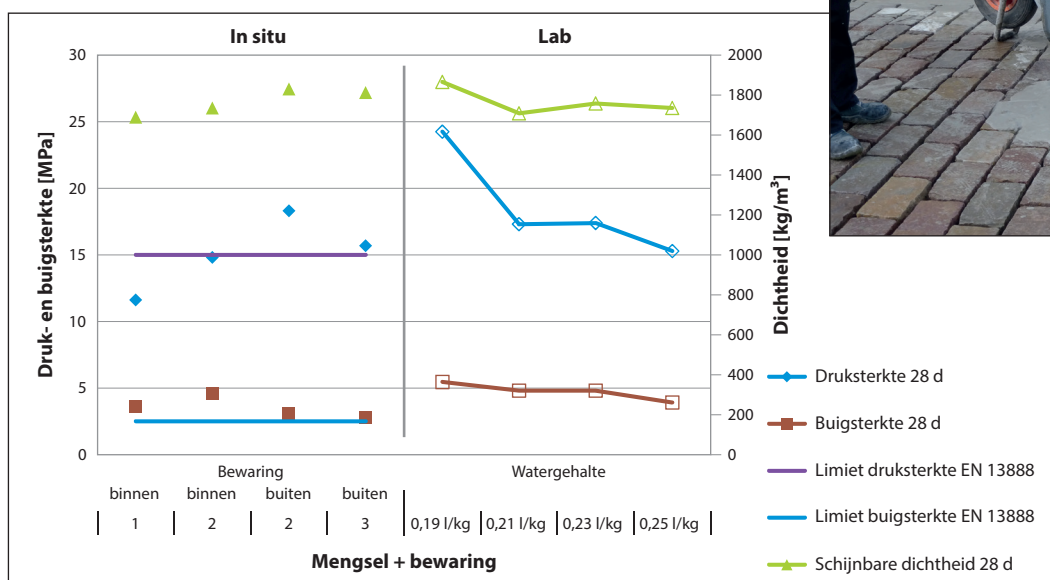 In situ
Lab
Druk- en buigsterkte [MPa]
30
25
20
15
10
5
0
2000
1800
1600
1400
1200
1000
800
600
400
200
0
Dichtheid [kg/m³]
Bewaring
Watergehalte
binnen binnen buiten buiten
1 2 2 3 0,19 l/kg 0,21 l/kg 0,23 l/kg 0,25 l/kg
Mengsel + bewaring
Druksterkte 28 d
Buigsterkte 28 d
Limiet druksterkte EN 13888
Limiet buigsterkte EN 13888
Schijnbare dichtheid 28 d